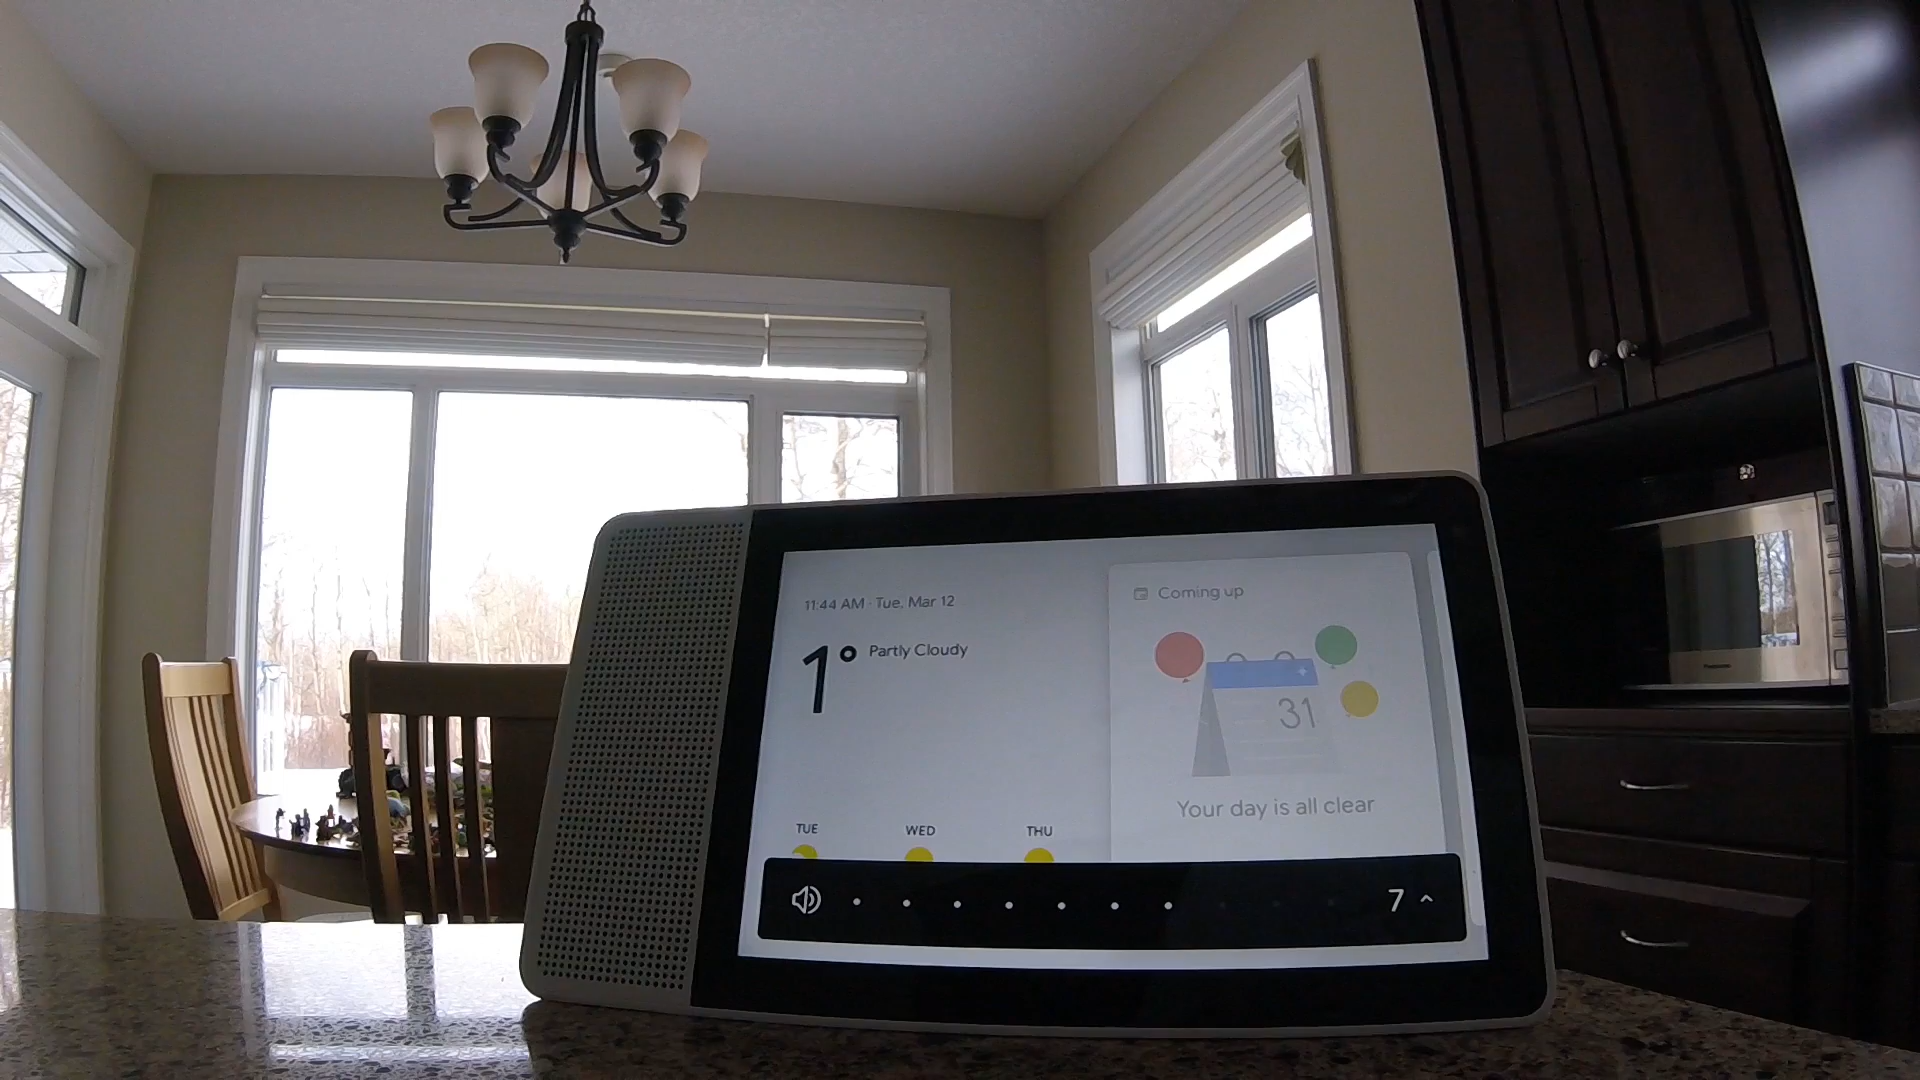 11:44 AM · Tue, Mar 12
1° Partly Cloudy
TUE WED THU
Coming up
31
Your day is all clear
7
Panasonic